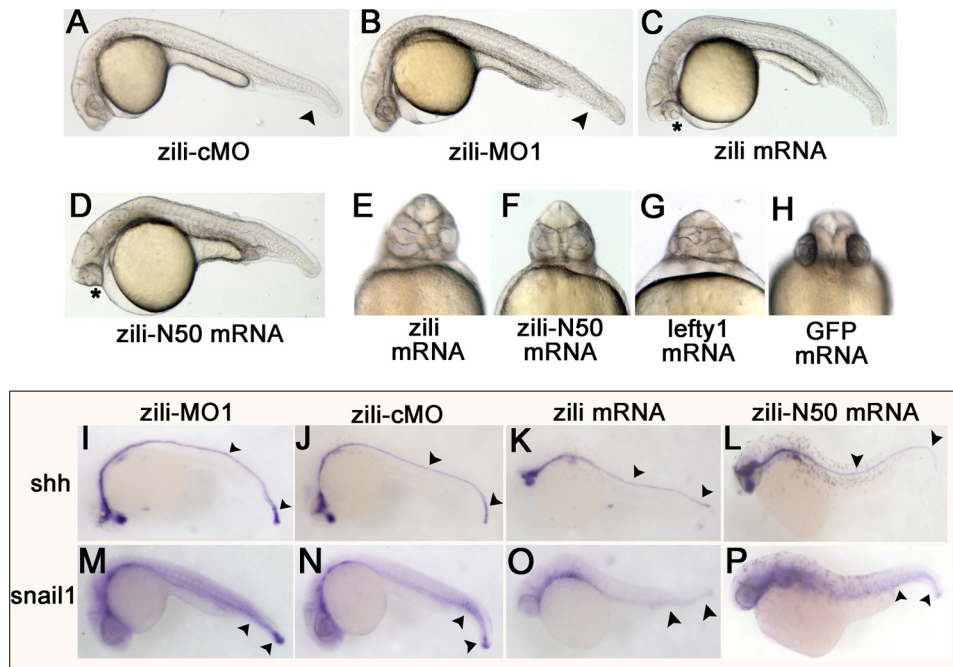 A B C
zili-cMO zili-MO1 zili mRNA
*
D E F G H
*
zili-N50 mRNA
zili zili-N50 lefty1 GFP
mRNA mRNA mRNA mRNA
zili-MO1 zili-cMO zili mRNA zili-N50 mRNA
I J K L
shh
M N O P
snail1